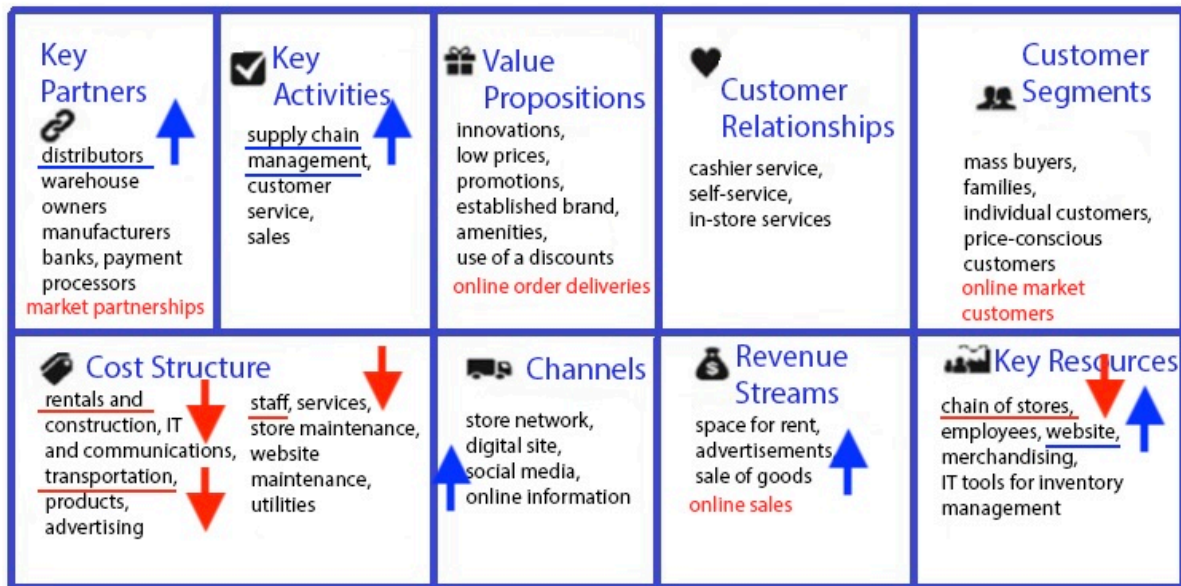 Key
Partners
distributors
warehouse
owners
manufacturers
banks, payment
processors
market partnerships
Key
Activities
supply chain
management,
customer
service,
sales
Value
Propositions
innovations,
low prices,
promotions,
established brand,
amenities,
use of a discounts
online order deliveries
Customer
Relationships
cashier service,
self-service,
in-store services
Customer
Segments
mass buyers,
families,
individual customers,
price-conscious
customers
online market
customers
Cost Structure
rentals and
construction, IT
and communications,
transportation,
products,
advertising
staff, services,
store maintenance,
website
maintenance,
utilities
Channels
store network,
digital site,
social media,
online information
Revenue
Streams
space for rent,
advertisements,
sale of goods
online sales
Key Resources
chain of stores,
employees, website,
merchandising,
IT tools for inventory
management